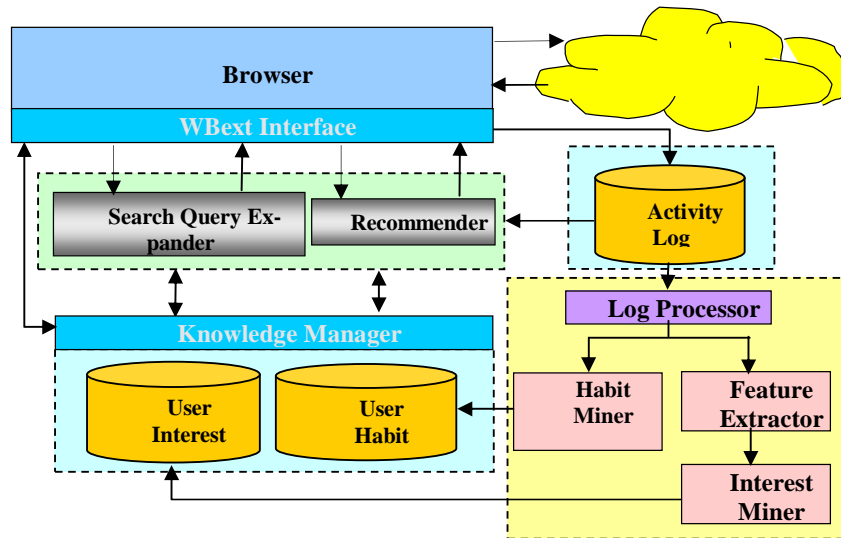 Browser
WBext Interface
Search Query Ex-
pander
Recommender
Activity
Log
Knowledge Manager
Log Processor
User
Interest
User
Habit
Habit
Miner
Feature
Extractor
Interest
Miner